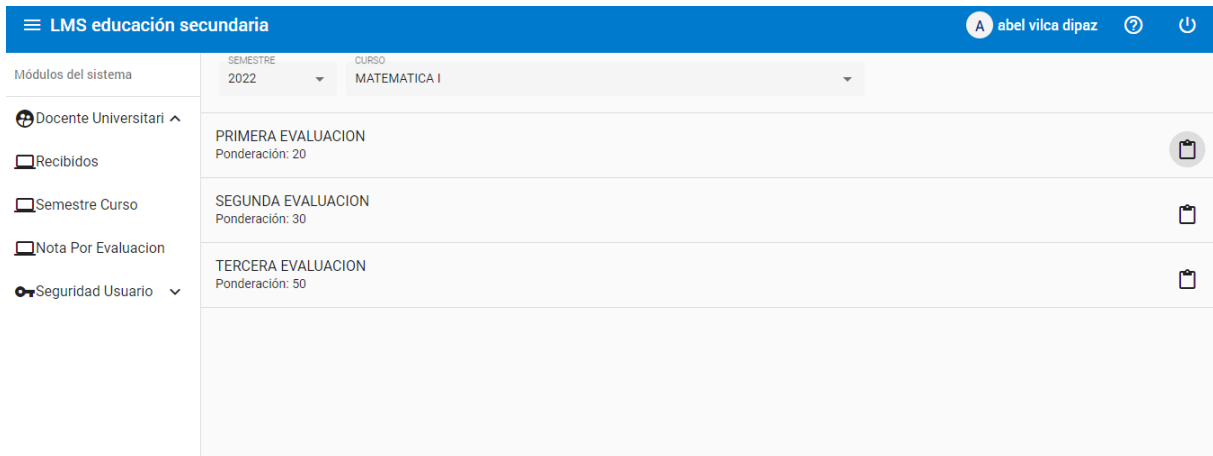 LMS educación secundaria
A abel vilca dipaz
Módulos del sistema
SEMESTRE
2022
CURSO
MATEMATICA I
Docente Universitari
Recibidos
Semestre Curso
Nota Por Evaluacion
Seguridad Usuario
PRIMERA EVALUACION
Ponderación: 20
SEGUNDA EVALUACION
Ponderación: 30
TERCERA EVALUACION
Ponderación: 50